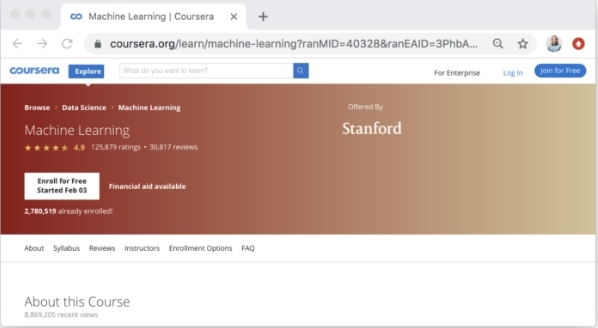 Machine Learning | Coursera
coursera.org/learn/machine-learning?ranMID=40328&ranEAID=3PhbA...
coursera Explore What do you want to learn? For Enterprise Log In Join for Free
Browse > Data Science > Machine Learning
Offered By
Machine Learning
Stanford
4.9 125,879 ratings • 30,817 reviews
Enroll for Free
Started Feb 03
Financial aid available
2,780,519 already enrolled!
About Syllabus Reviews Instructors Enrollment Options FAQ
About this Course
8,869,205 recent views